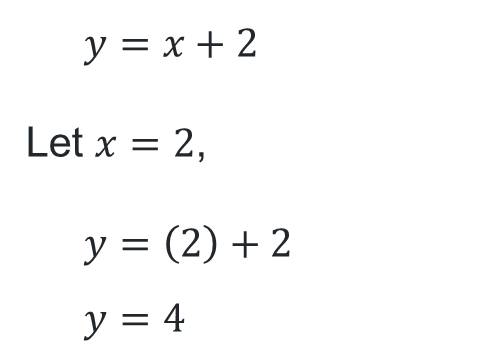 y = x + 2
Let x = 2,
y = (2) + 2
y = 4